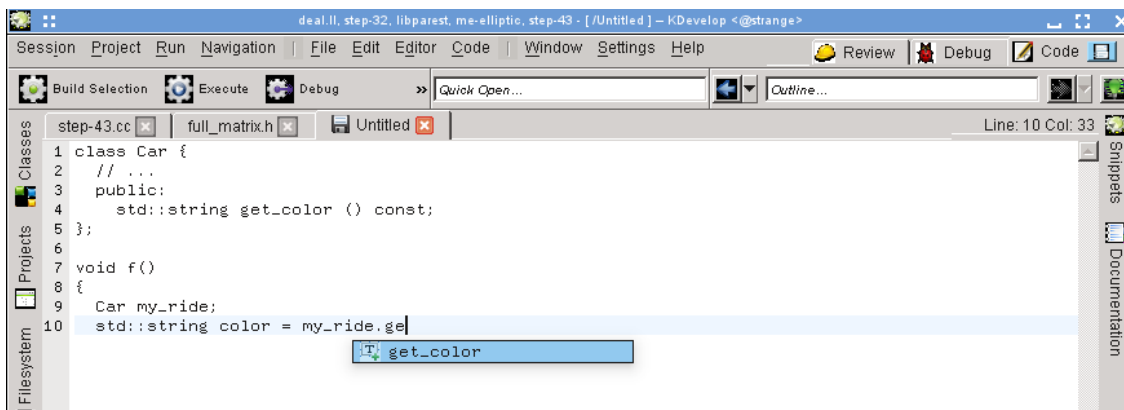 deal.II, step-32, libparest, me-elliptic, step-43 - [ /Untitled ] – KDevelop <@strange>
Session Project Run Navigation File Edit Editor Code Window Settings Help Review Debug Code
Build Selection Execute Debug » Quick Open... Outline...
step-43.cc full_matrix.h Untitled Line: 10 Col: 33
Classes
Projects
Filesystem
1 class Car {
2 // ...
3 public:
4 std::string get_color () const;
5 };
6
7 void f()
8 {
9 Car my_ride;
10 std::string color = my_ride.ge
get_color
Snippets
Documentation